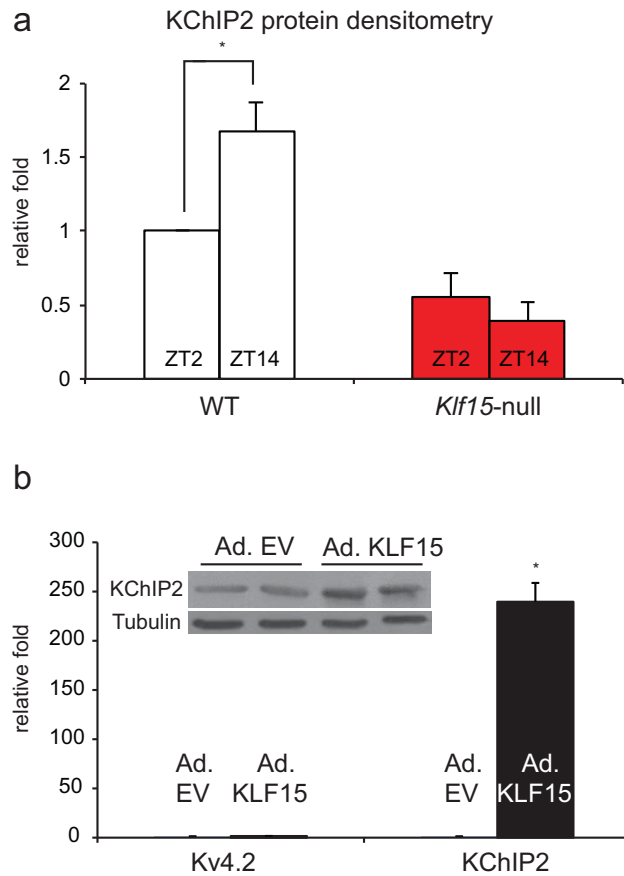 a
KChIP2 protein densitometry
*
2
1.5
1
0.5
0
relative fold
ZT2 ZT14
ZT2 ZT14
WT
Klf15-null
b
300
250
200
150
100
50
0
relative fold
Ad. EV Ad. KLF15
KChIP2
Tubulin
*
Ad.
EV
Ad.
KLF15
Ad.
EV
Ad.
KLF15
Kv4.2
KChIP2